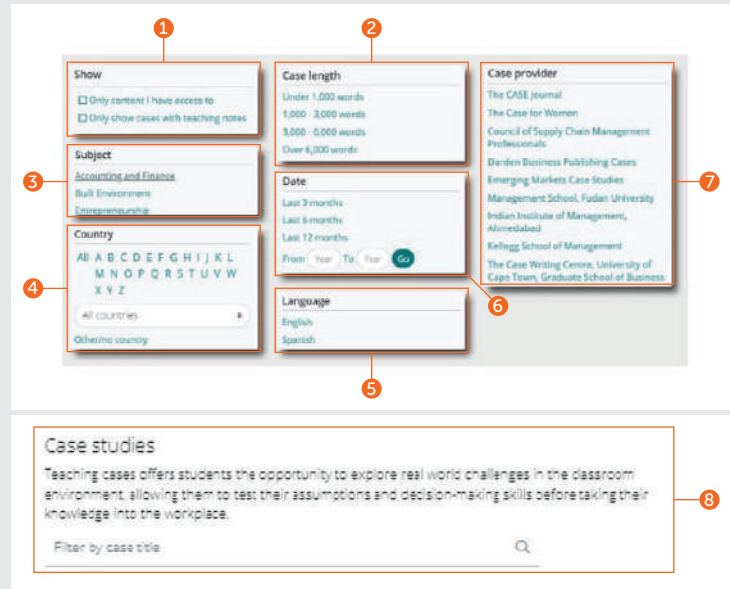 1
2
Show
Only content I have access to
Only show cases with teaching notes
Case length
Under 1,000 words
1,000 - 3,000 words
3,000 - 6,000 words
Over 6,000 words
Case provider
The CASE Journal
The Case for Women
Council of Supply Chain Management
Professionals
Darden Business Publishing Cases
Emerging Markets Case Studies
Management School, Fudan University
Indian Institute of Management,
Ahmedabad
Kellogg School of Management
The Case Writing Centre, University of
Cape Town, Graduate School of Business
7
3
Subject
Accounting and Finance
Built Environment
Entrepreneurship
Date
Last 3 months
Last 6 months
Last 12 months
From Year To Year Go
6
4
Country
All A B C D E F G H I J K L
M N O P Q R S T U V W
X Y Z
All countries
Other/no country
Language
English
Spanish
5
Case studies
Teaching cases offers students the opportunity to explore real world challenges in the classroom
environment, allowing them to test their assumptions and decision-making skills before taking their
knowledge into the workplace.
Filter by case title
8